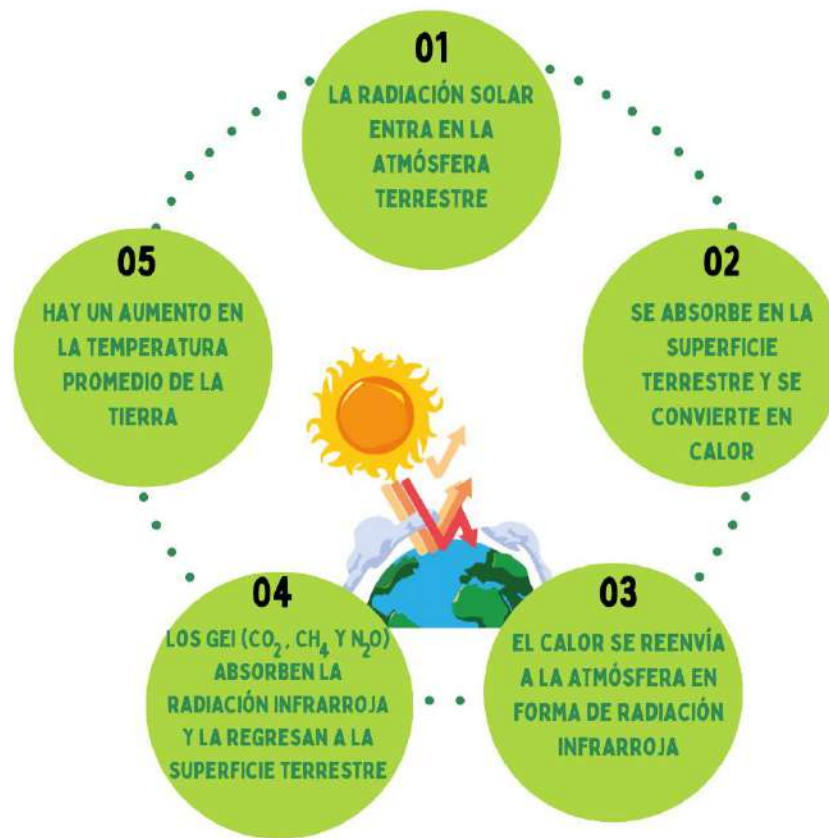 01
LA RADIACIÓN SOLAR
ENTRA EN LA
ATMÓSFERA
TERRESTRE
02
SE ABSORBE EN LA
SUPERFICIE
TERRESTRE Y SE
CONVIERTE EN
CALOR
03
EL CALOR SE REENVÍA
A LA ATMÓSFERA EN
FORMA DE RADIACIÓN
INFRARROJA
04
LOS GEI (CO₂, CH₄ Y N₂O)
ABSORBEN LA
RADIACIÓN INFRARROJA
Y LA REGRESAN A LA
SUPERFICIE TERRESTRE
05
HAY UN AUMENTO EN
LA TEMPERATURA
PROMEDIO DE LA
TIERRA